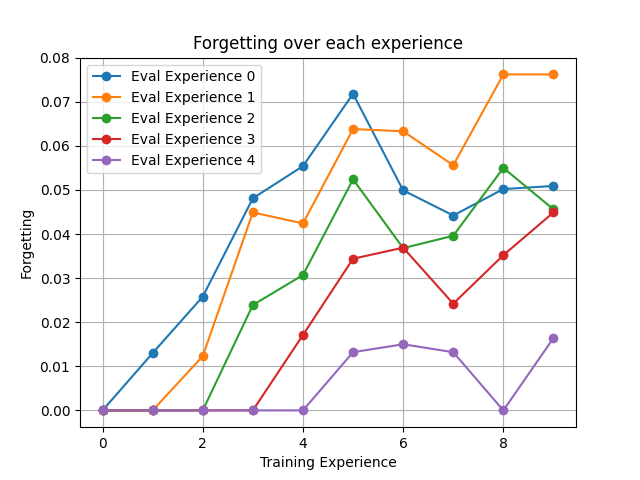 Forgetting over each experience
Eval Experience 0
Eval Experience 1
Eval Experience 2
Eval Experience 3
Eval Experience 4
0.08
0.07
0.06
0.05
0.04
0.03
0.02
0.01
0.00
Forgetting
0 2 4 6 8
Training Experience